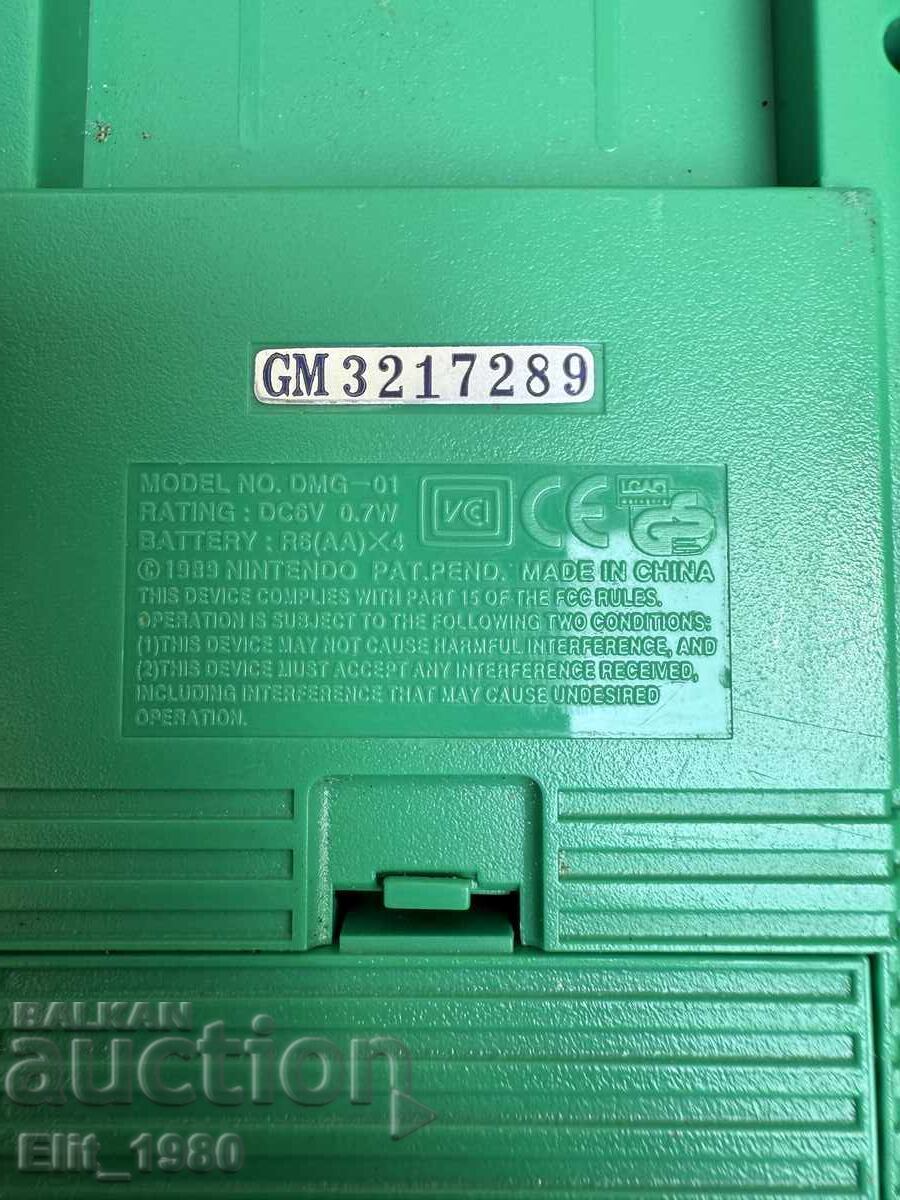 GM 3217289
MODEL NO. DMG-01
RATING : DC6V 0.7W
BATTERY : R6(AA)X4
VCI
CE
GS
© 1989 NINTENDO PAT.PEND. MADE IN CHINA
THIS DEVICE COMPLIES WITH PART 15 OF THE FCC RULES.
OPERATION IS SUBJECT TO THE FOLLOWING TWO CONDITIONS:
(1)THIS DEVICE MAY NOT CAUSE HARMFUL INTERFERENCE, AND
(2)THIS DEVICE MUST ACCEPT ANY INTERFERENCE RECEIVED,
INCLUDING INTERFERENCE THAT MAY CAUSE UNDESIRED
OPERATION.
BALKAN
auction
Elit_1980